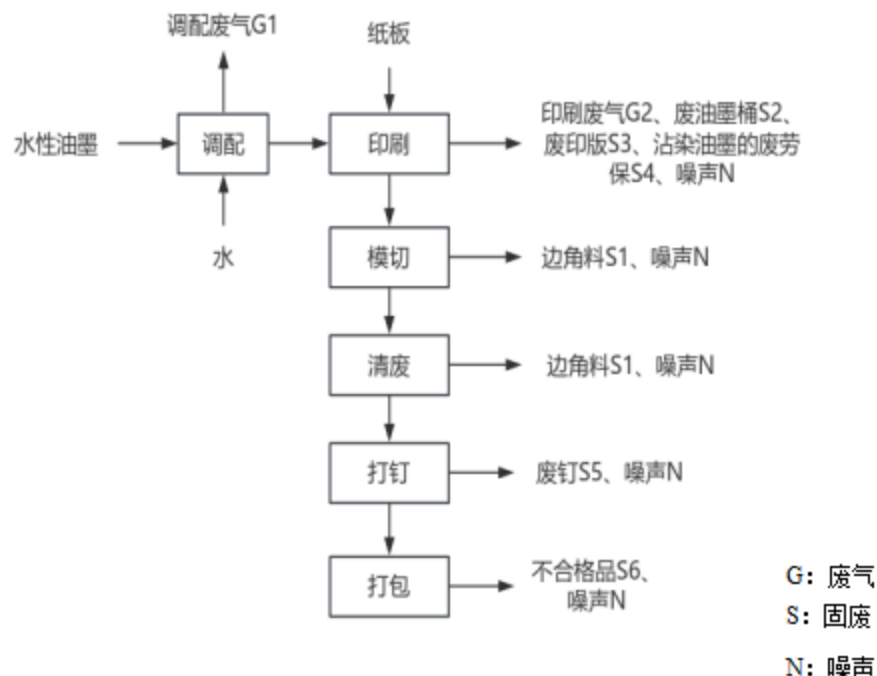 调配废气G1
纸板
水性油墨
调配
印刷
印刷废气G2、废油墨桶S2、
废印版S3、沾染油墨的废劳
保S4、噪声N
水
模切
边角料S1、噪声N
清废
边角料S1、噪声N
打钉
废钉S5、噪声N
打包
不合格品S6、
噪声N
G：废气
S：固废
N：噪声